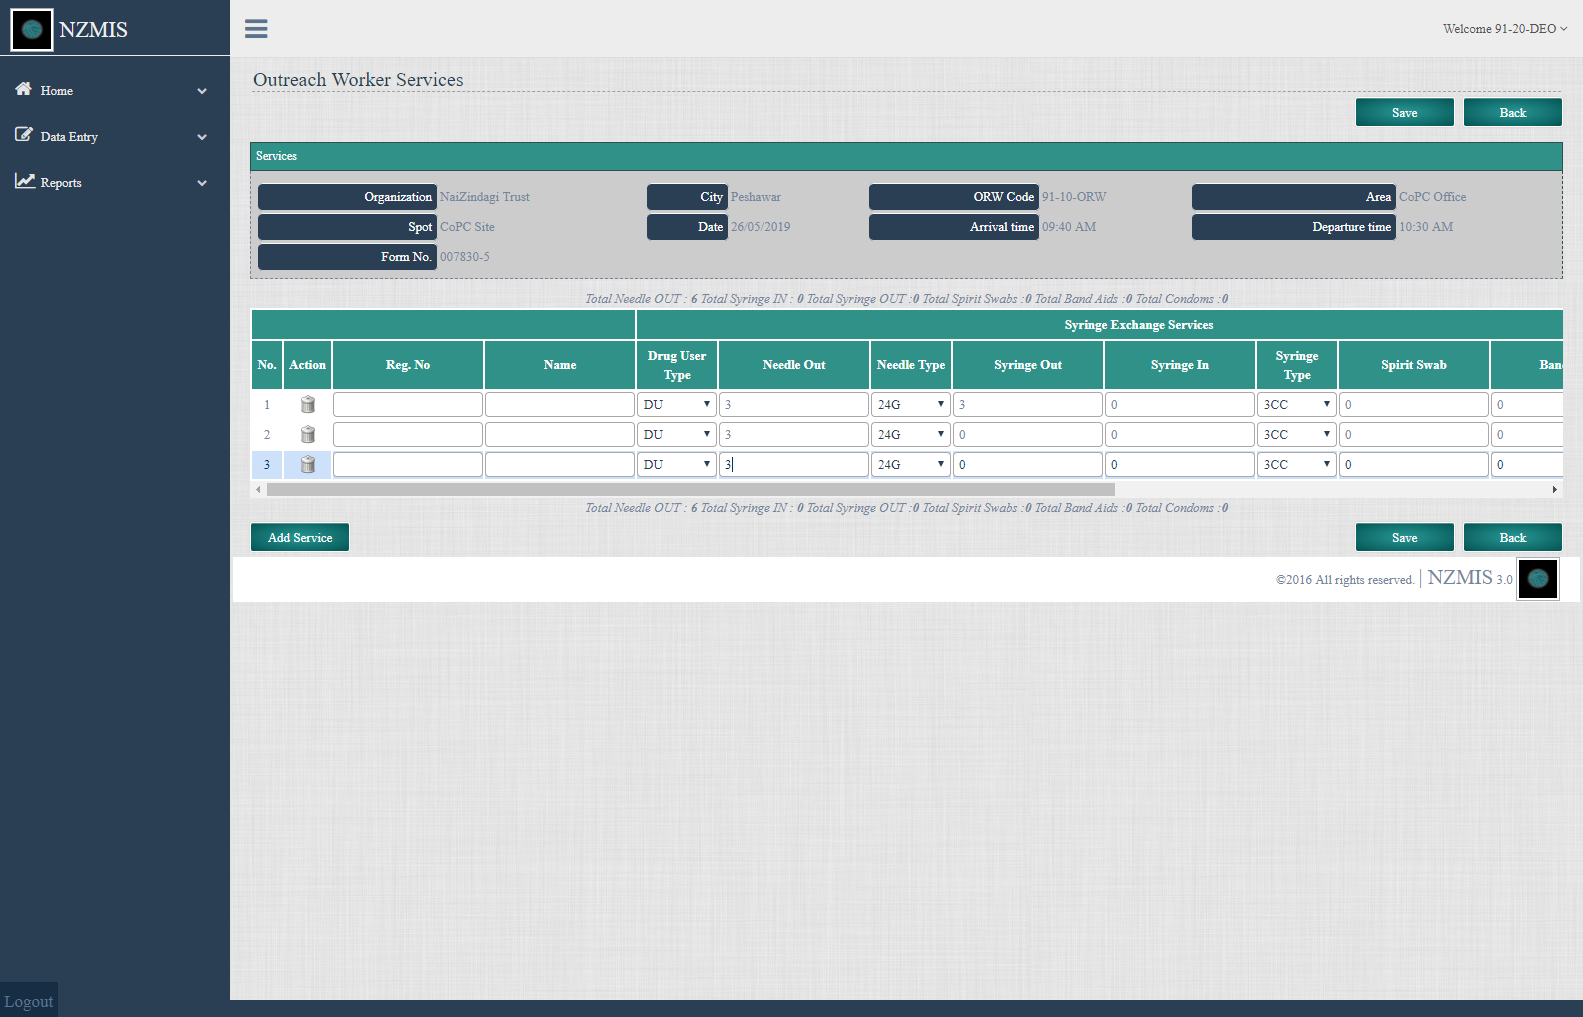 NZMIS
Welcome 91-20-DEO
Home
Data Entry
Reports
Logout
Outreach Worker Services
Save Back
Services
Organization NaiZindagi Trust City Peshawar ORW Code 91-10-ORW Area CoPC Office
Spot CoPC Site Date 26/05/2019 Arrival time 09:40 AM Departure time 10:30 AM
Form No. 007830-5
Total Needle OUT : 6 Total Syringe IN : 0 Total Syringe OUT :0 Total Spirit Swabs :0 Total Band Aids :0 Total Condoms :0
Syringe Exchange Services
No. Action Reg. No Name Drug User Type Needle Out Needle Type Syringe Out Syringe In Syringe Type Spirit Swab Ban
1 DU 3 24G 3 0 3CC 0 0
2 DU 3 24G 0 0 3CC 0 0
3 DU 3 24G 0 0 3CC 0 0
Total Needle OUT : 6 Total Syringe IN : 0 Total Syringe OUT :0 Total Spirit Swabs :0 Total Band Aids :0 Total Condoms :0
Add Service Save Back
©2016 All rights reserved. | NZMIS 3.0